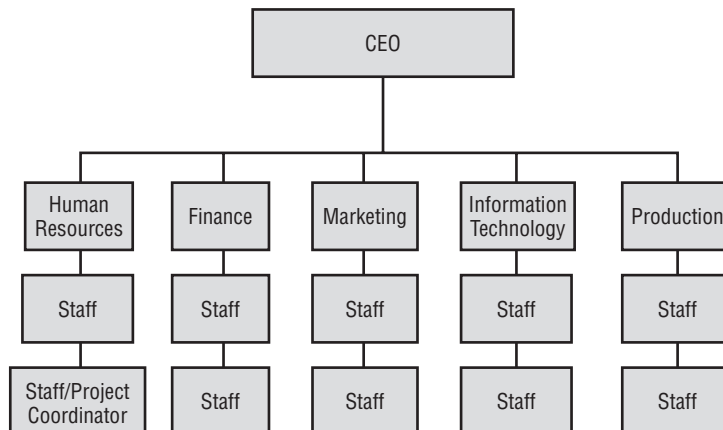 CEO
Human
Resources
Finance
Marketing
Information
Technology
Production
Staff
Staff
Staff
Staff
Staff
Staff/Project
Coordinator
Staff
Staff
Staff
Staff